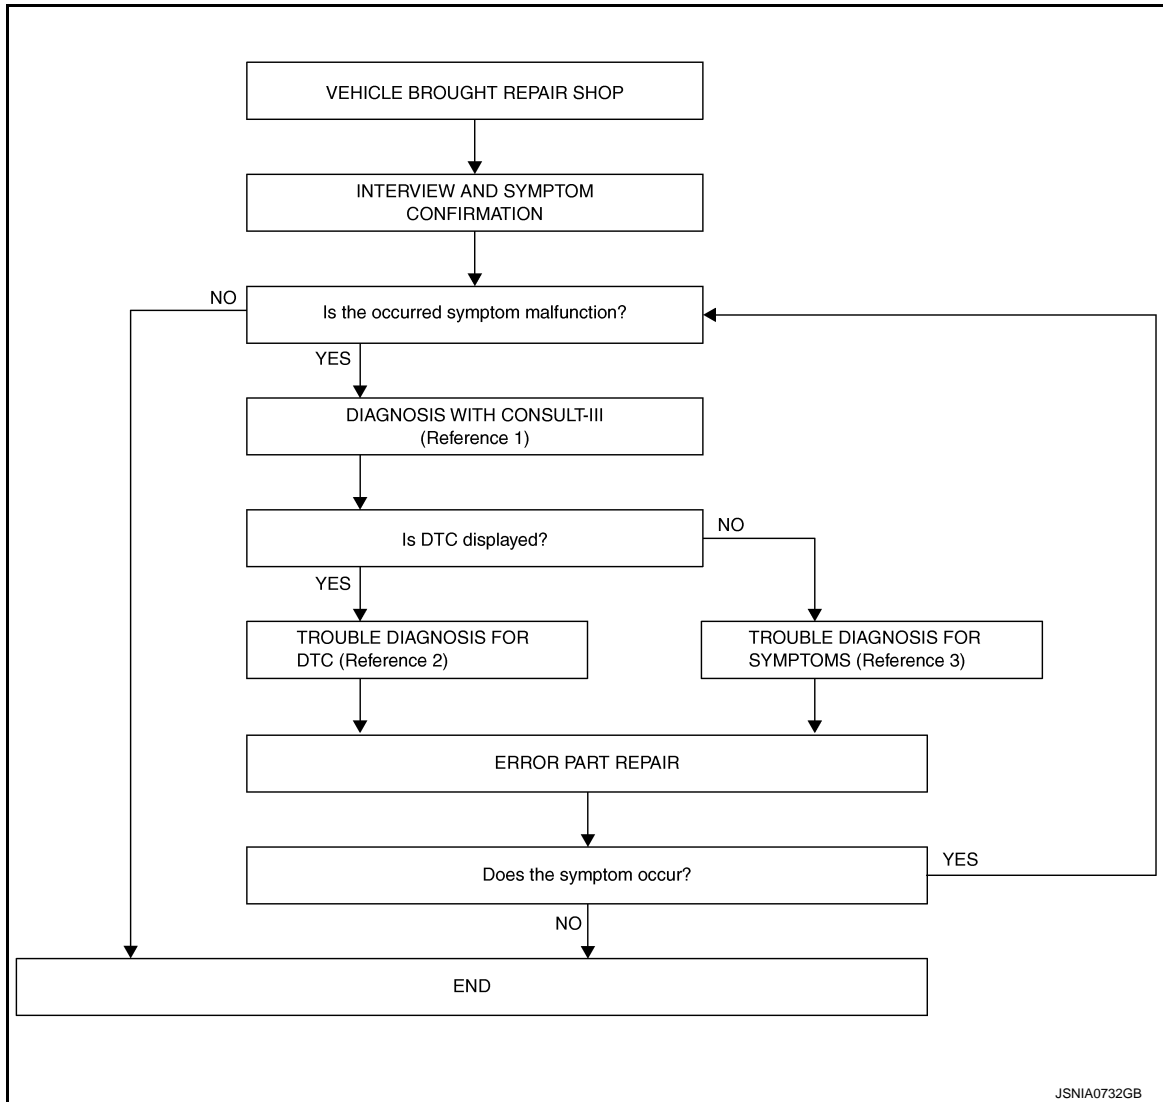 VEHICLE BROUGHT REPAIR SHOP
INTERVIEW AND SYMPTOM
CONFIRMATION
NO
Is the occurred symptom malfunction?
YES
DIAGNOSIS WITH CONSULT-III
(Reference 1)
Is DTC displayed?
NO
YES
TROUBLE DIAGNOSIS FOR
DTC (Reference 2)
TROUBLE DIAGNOSIS FOR
SYMPTOMS (Reference 3)
ERROR PART REPAIR
Does the symptom occur?
YES
NO
END
JSNIA0732GB